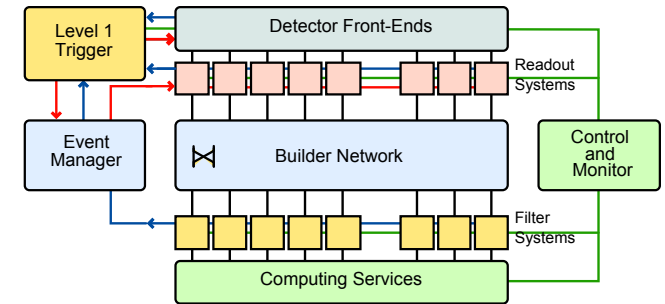 Level 1
Trigger
Detector Front-Ends
Readout
Systems
Event
Manager
Builder Network
Control
and
Monitor
Filter
Systems
Computing Services